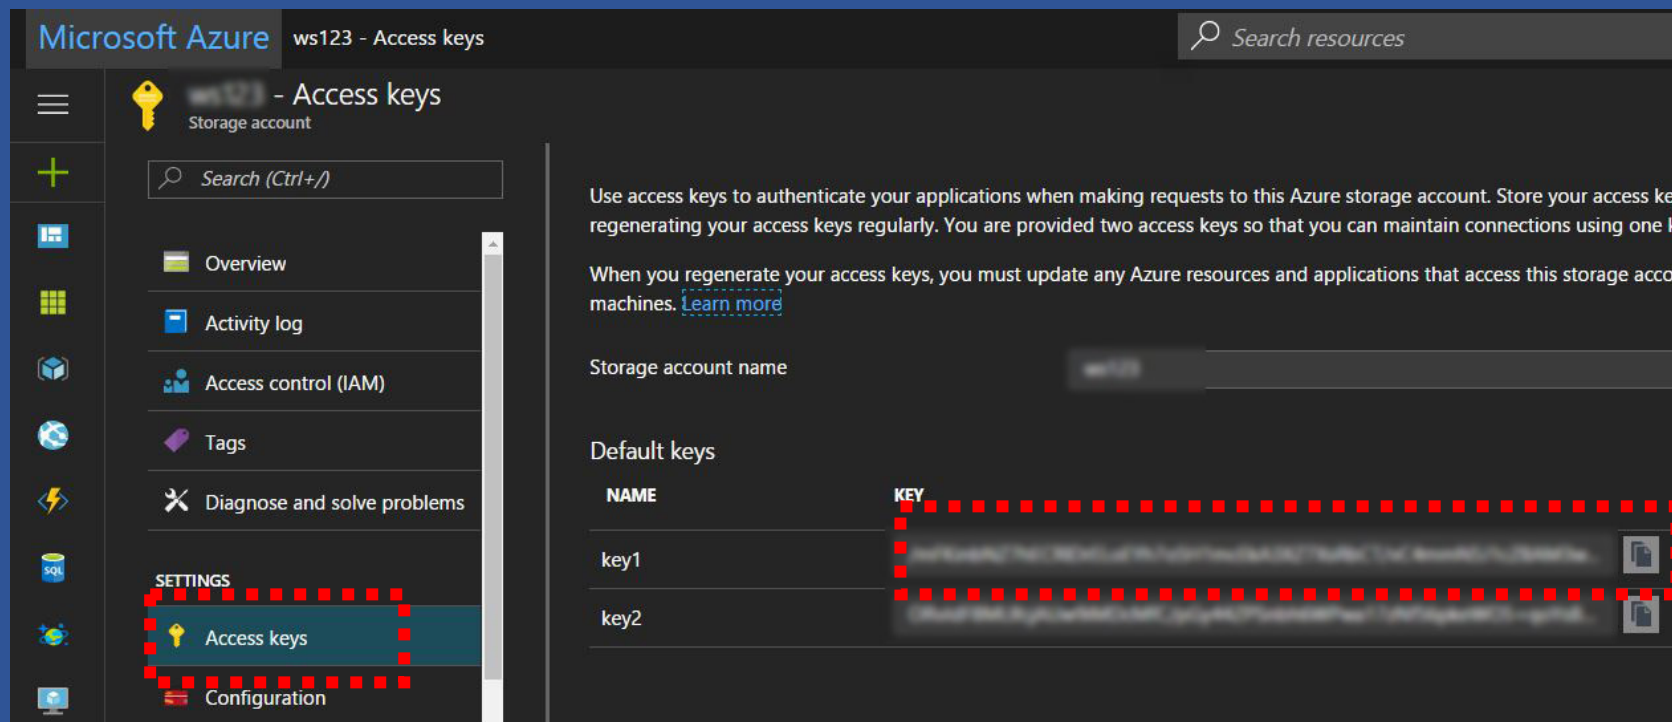 Microsoft Azure ws123 - Access keys
Search resources
ws123 - Access keys
Storage account
Search (Ctrl+/)
Overview
Activity log
Access control (IAM)
Tags
Diagnose and solve problems
SETTINGS
Access keys
Configuration
SQL
Use access keys to authenticate your applications when making requests to this Azure storage account. Store your access ke
regenerating your access keys regularly. You are provided two access keys so that you can maintain connections using one k
When you regenerate your access keys, you must update any Azure resources and applications that access this storage acco
machines. Learn more
Storage account name
ws123
Default keys
NAME KEY
key1
key2